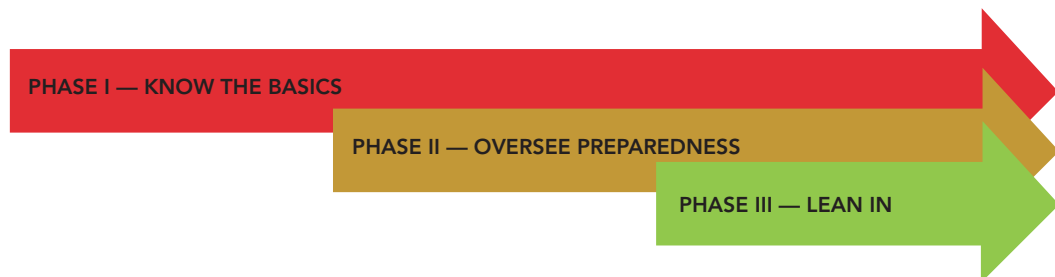 PHASE I — KNOW THE BASICS
PHASE II — OVERSEE PREPAREDNESS
PHASE III — LEAN IN